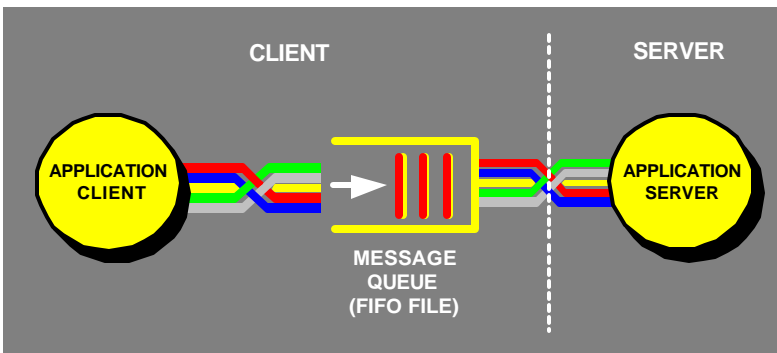 CLIENT
SERVER
APPLICATION
CLIENT
APPLICATION
SERVER
MESSAGE
QUEUE
(FIFO FILE)